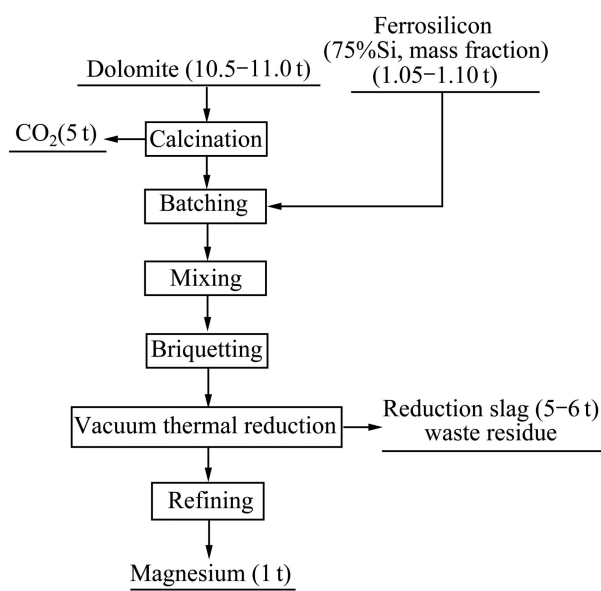 Ferrosilicon
(75%Si, mass fraction)
(1.05−1.10 t)
Dolomite (10.5−11.0 t)
CO₂(5 t)
Calcination
Batching
Mixing
Briquetting
Vacuum thermal reduction
Reduction slag (5−6 t)
waste residue
Refining
Magnesium (1 t)